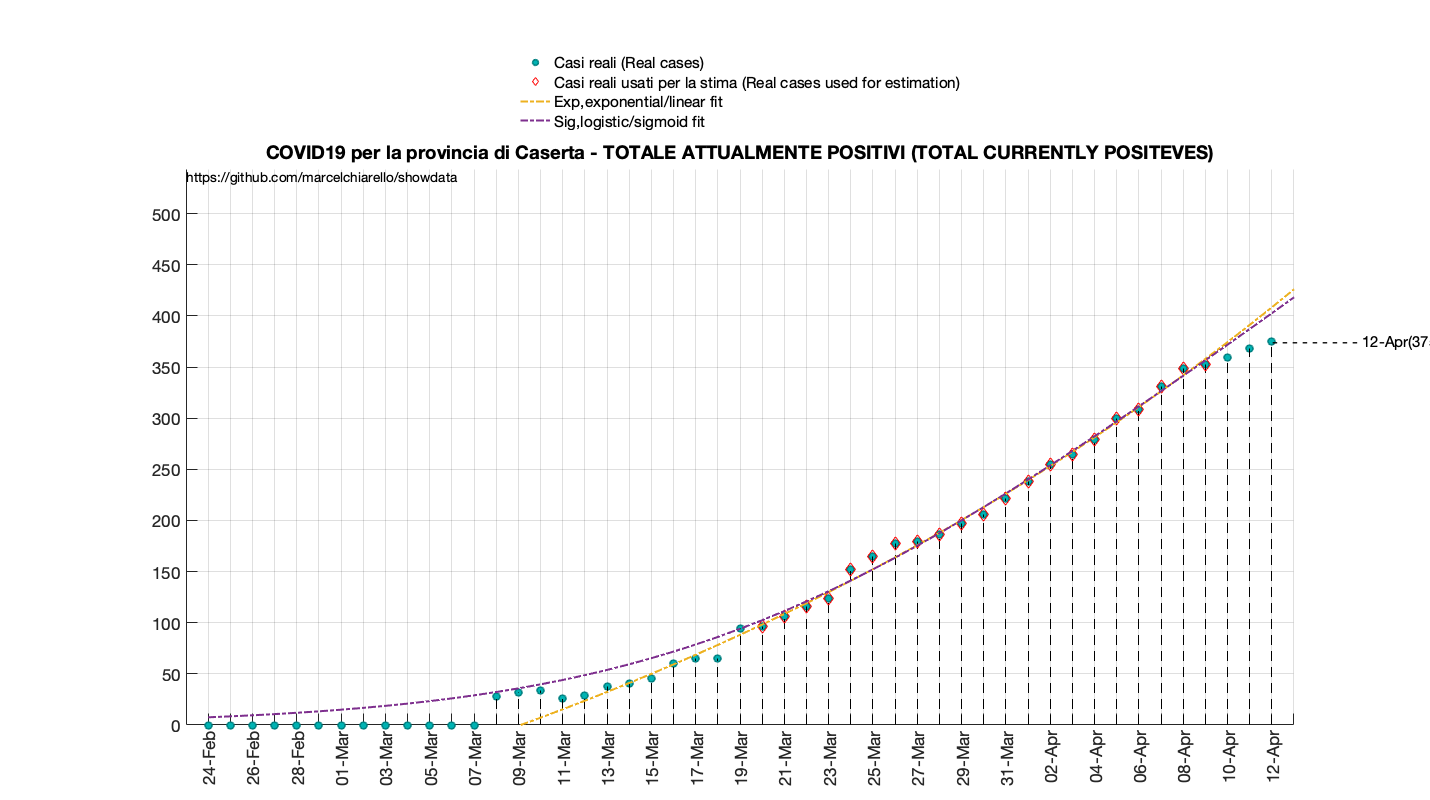 Casi reali (Real cases)
Casi reali usati per la stima (Real cases used for estimation)
Exp,exponential/linear fit
Sig,logistic/sigmoid fit
COVID19 per la provincia di Caserta - TOTALE ATTUALMENTE POSITIVI (TOTAL CURRENTLY POSITEVES)
https://github.com/marcelchiarello/showdata
500
450
400
12-Apr(37
350
300
250
200
150
100
50
0
24-Feb
26-Feb
28-Feb
01-Mar
03-Mar
05-Mar
07-Mar
09-Mar
11-Mar
13-Mar
15-Mar
17-Mar
19-Mar
21-Mar
23-Mar
25-Mar
27-Mar
29-Mar
31-Mar
02-Apr
04-Apr
06-Apr
08-Apr
10-Apr
12-Apr